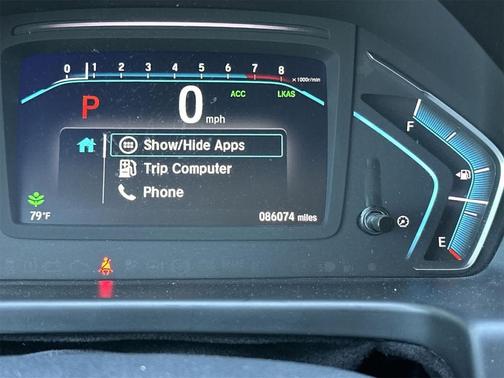 0 1 2 3 4 5 6 7 8
x1000r/min
P 0 mph
ACC LKAS
Show/Hide Apps
Trip Computer
Phone
79°F
086074 miles
F
E